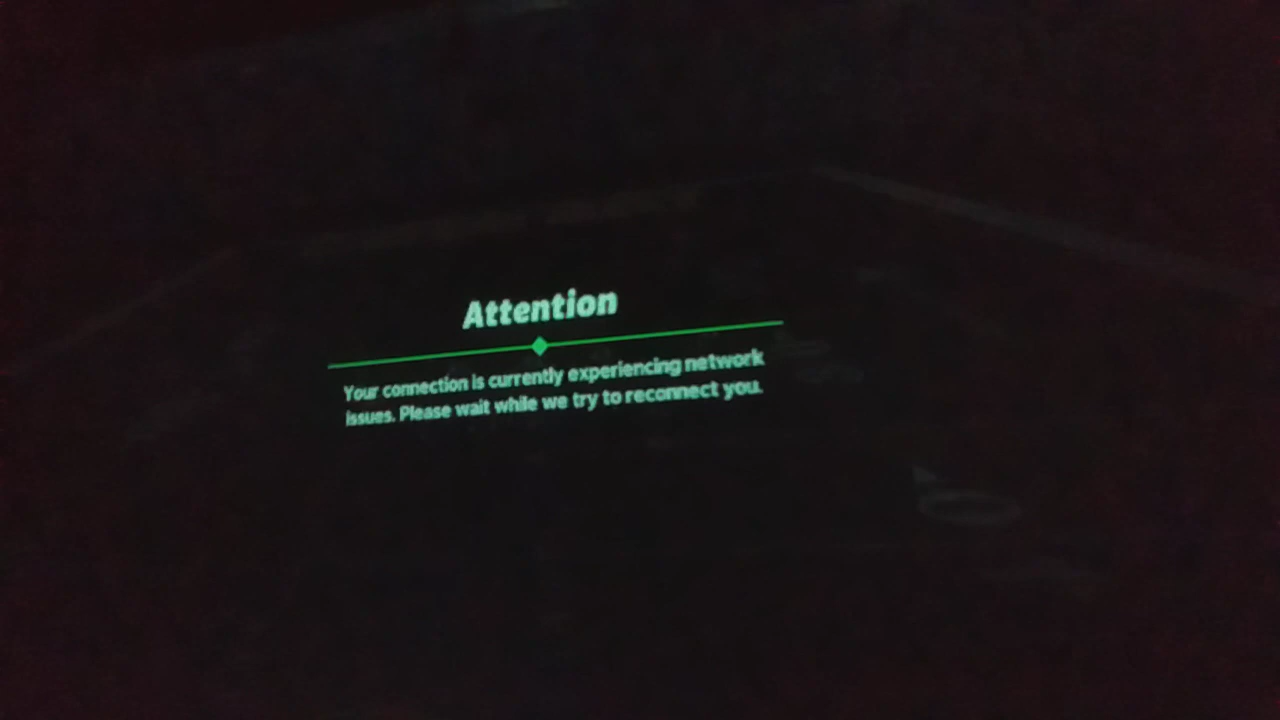 Attention
Your connection is currently experiencing network
issues. Please wait while we try to reconnect you.